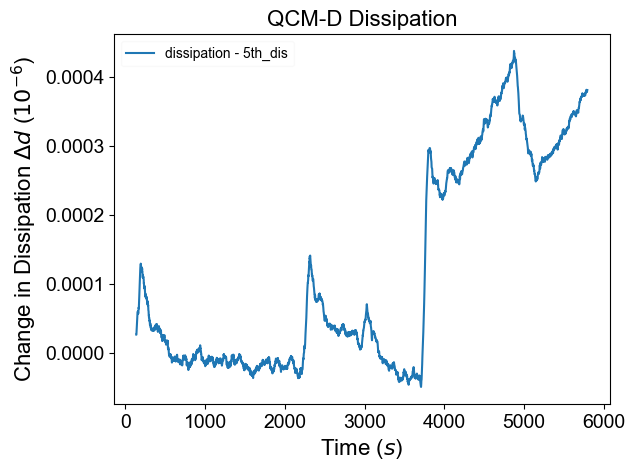 QCM-D Dissipation
dissipation - 5th_dis
Change in Dissipation Δd (10⁻⁶)
0.0004
0.0003
0.0002
0.0001
0.0000
0 1000 2000 3000 4000 5000 6000
Time (s)